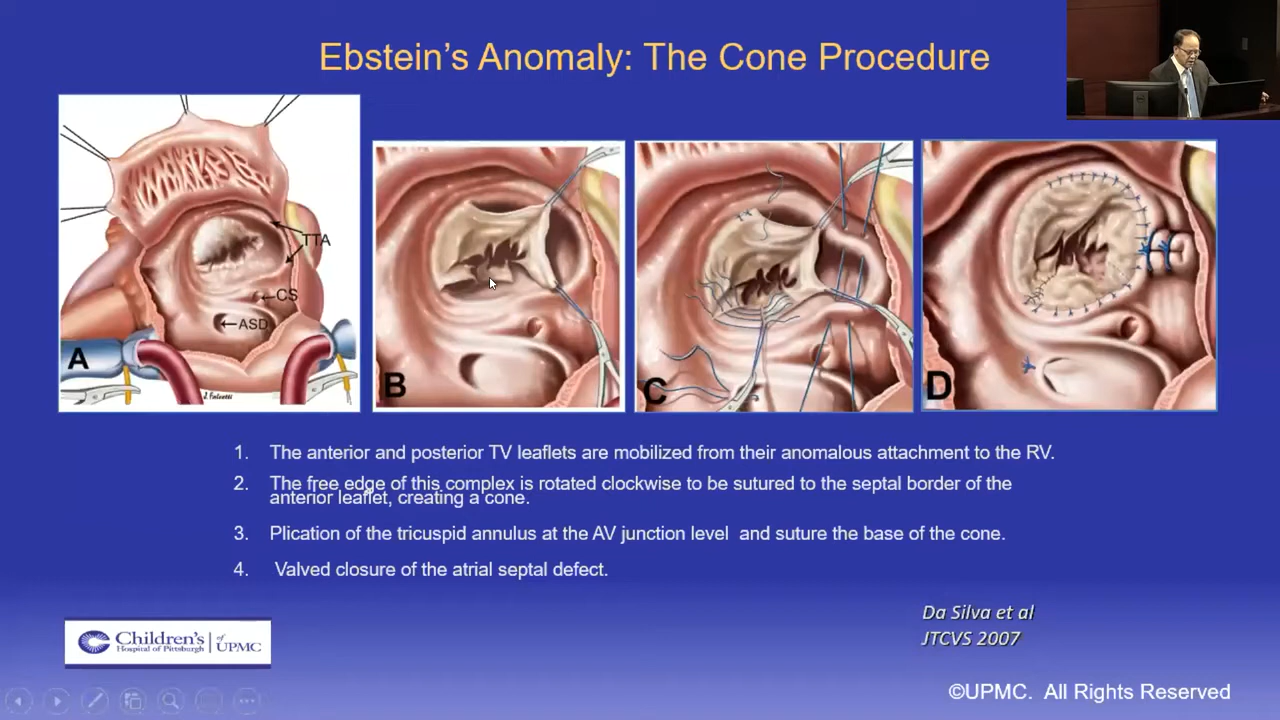 Ebstein's Anomaly: The Cone Procedure
TTA
CS
ASD
A
B
C
D
1. The anterior and posterior TV leaflets are mobilized from their anomalous attachment to the RV.
2. The free edge of this complex is rotated clockwise to be sutured to the septal border of the
anterior leaflet, creating a cone.
3. Plication of the tricuspid annulus at the AV junction level and suture the base of the cone.
4. Valved closure of the atrial septal defect.
Da Silva et al
JTCVS 2007
Children's
Hospital of Pittsburgh
of
UPMC
©UPMC. All Rights Reserved